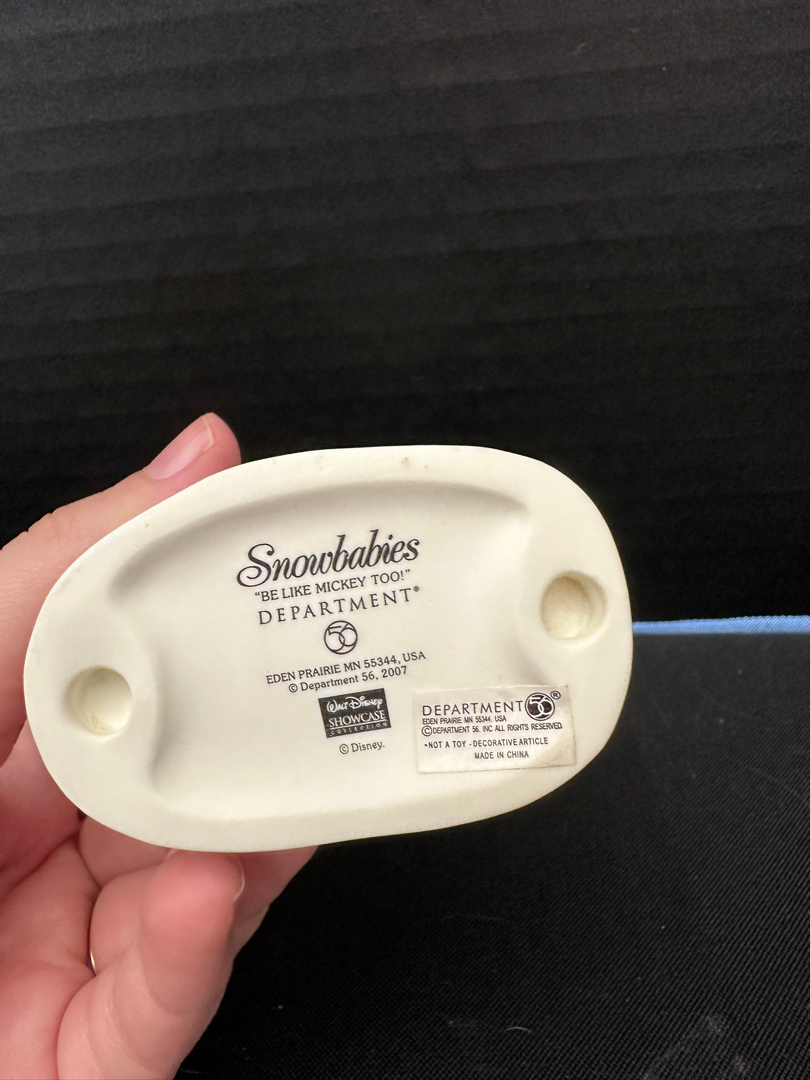 Snowbabies
“BE LIKE MICKEY TOO!”
DEPARTMENT®
56
EDEN PRAIRIE MN 55344, USA
© Department 56, 2007
WALT DISNEY
SHOWCASE
COLLECTION
© Disney.
DEPARTMENT 56®
EDEN PRAIRIE MN 55344, USA
©DEPARTMENT 56. INC ALL RIGHTS RESERVED.
•NOT A TOY - DECORATIVE ARTICLE
MADE IN CHINA